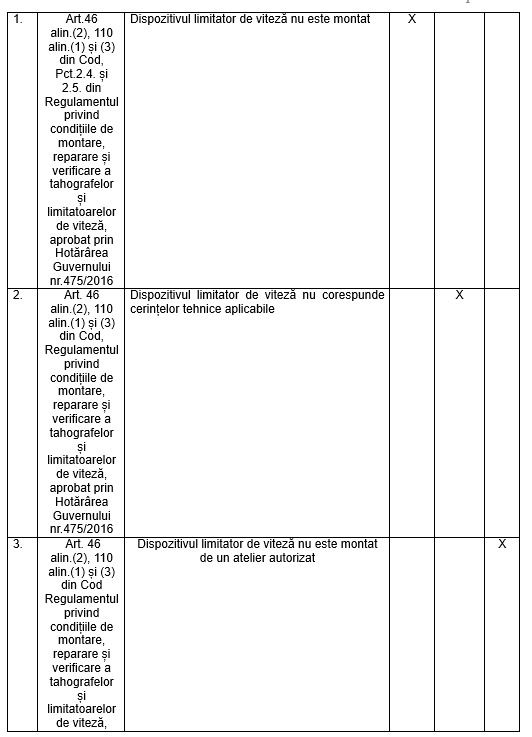 1.
Art.46
alin.(2), 110
alin.(1) și (3)
din Cod,
Pct.2.4. și
2.5. din
Regulamentul
privind
condițiile de
montare,
reparare și
verificare a
tahografelor
și
limitatoarelor
de viteză,
aprobat prin
Hotărârea
Guvernului
nr.475/2016
Dispozitivul limitator de viteză nu este montat
X
2.
Art. 46
alin.(2), 110
alin.(1) și (3)
din Cod,
Regulamentul
privind
condițiile de
montare,
reparare și
verificare a
tahografelor
și
limitatoarelor
de viteză,
aprobat prin
Hotărârea
Guvernului
nr.475/2016
Dispozitivul limitator de viteză nu corespunde
cerințelor tehnice aplicabile
X
3.
Art. 46
alin.(2), 110
alin.(1) și (3)
din Cod
Regulamentul
privind
condițiile de
montare,
reparare și
verificare a
tahografelor
și
limitatoarelor
de viteză,
Dispozitivul limitator de viteză nu este montat
de un atelier autorizat
X